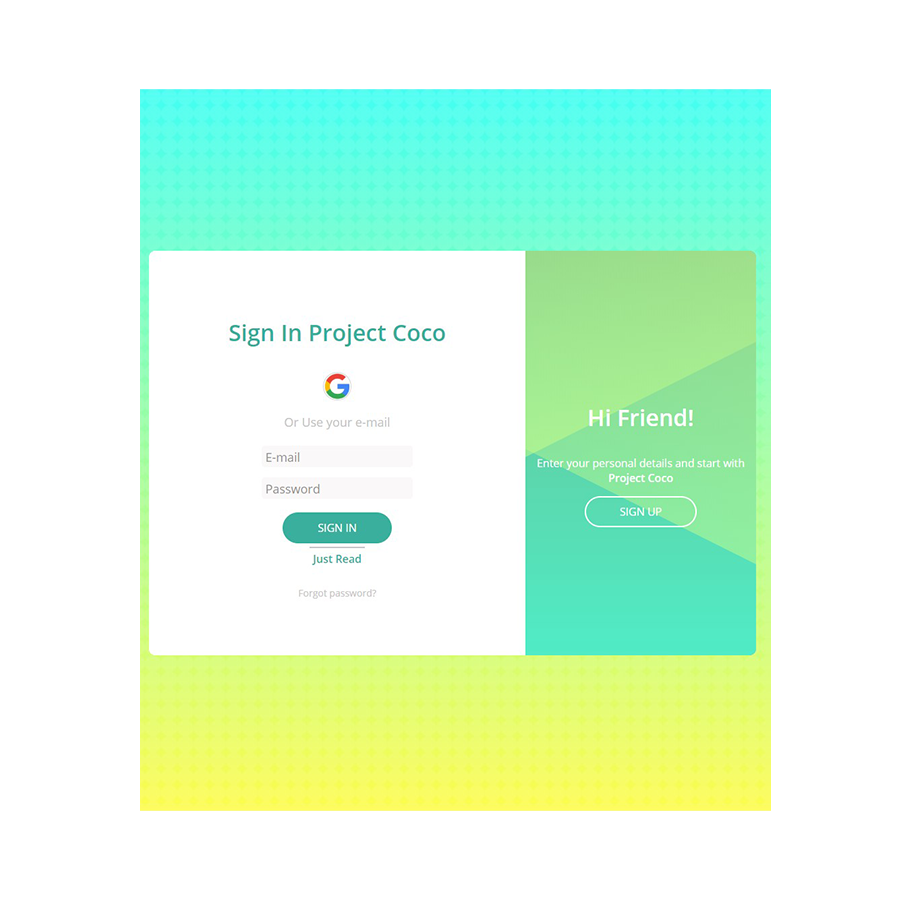 Sign In Project Coco
Or Use your e-mail
E-mail
Password
SIGN IN
Just Read
Forgot password?
Hi Friend!
Enter your personal details and start with
Project Coco
SIGN UP